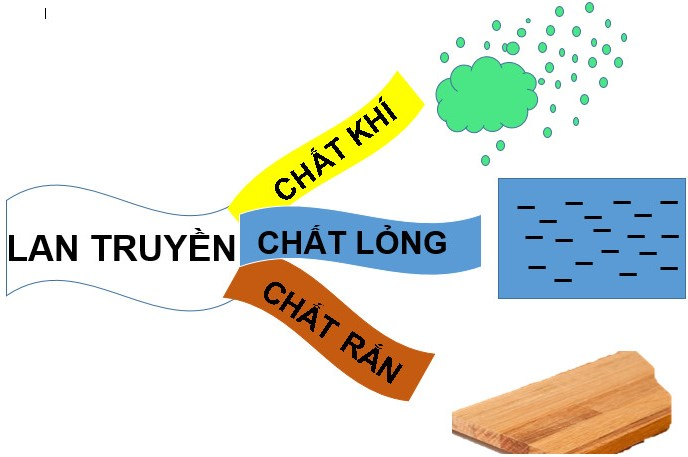 CHẤT KHÍ
LAN TRUYỀN
CHẤT LỎNG
CHẤT RẮN